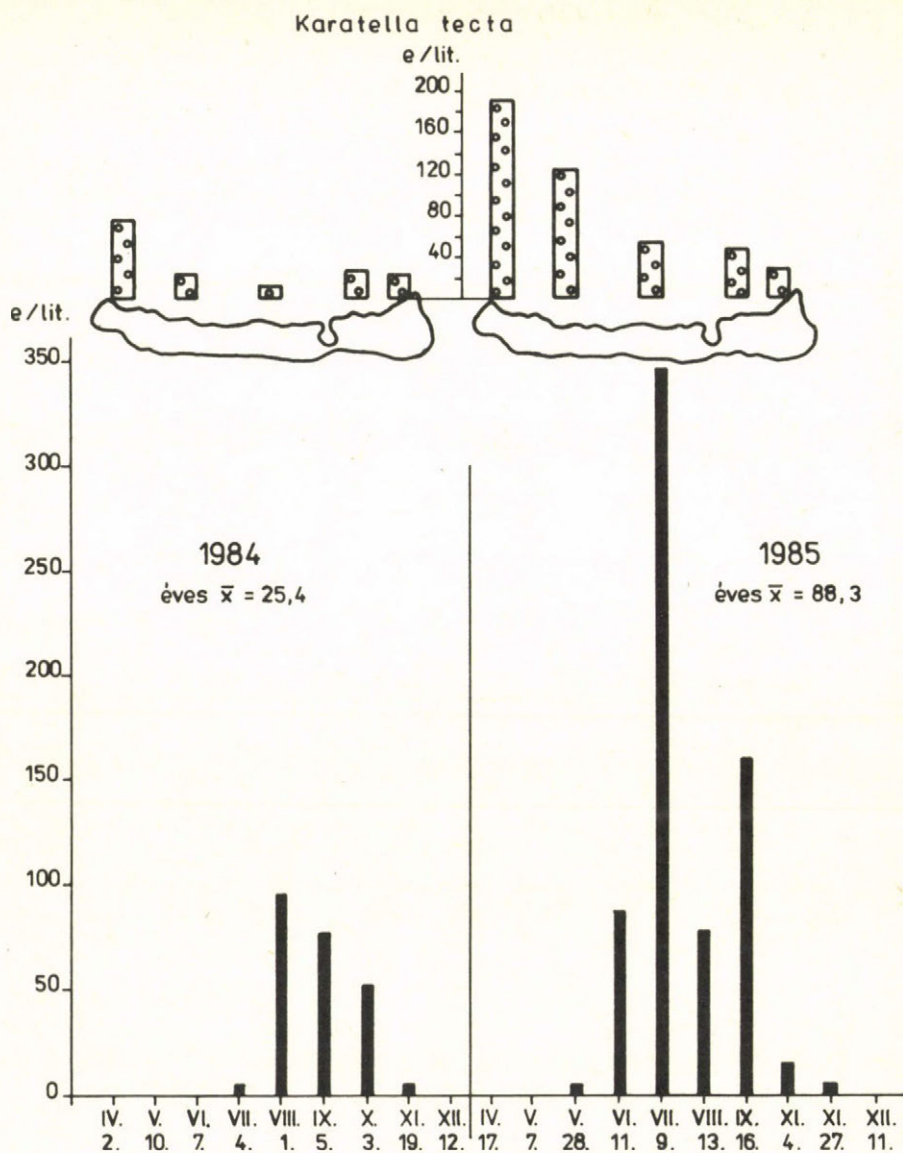 Karatella tecta
e/lit.
200
160
120
80
40
e/lit.
350
300
250
200
150
100
50
0
1984
éves x̄ = 25,4
1985
éves x̄ = 88,3
IV. V. VI. VII. VIII. IX. X. XI. XII. IV. V. V. VI. VII. VIII. IX. XI. XI. XII.
2. 10. 7. 4. 1. 5. 3. 19. 12. 17. 7. 28. 11. 9. 13. 16. 4. 27. 11.